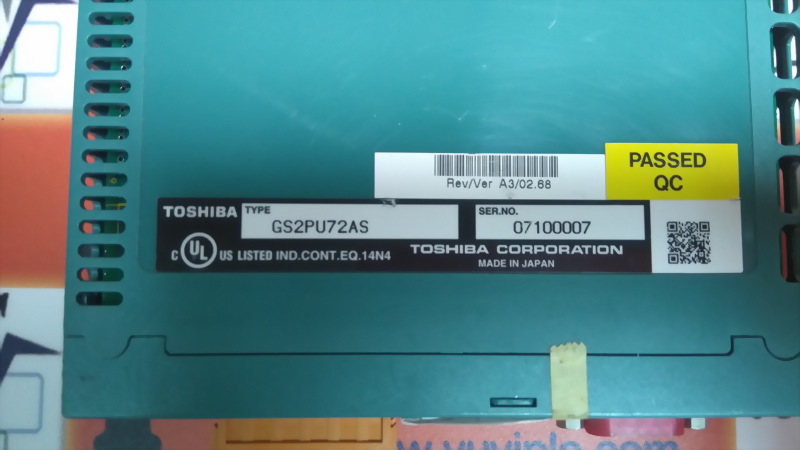 Rev/Ver A3/02.68
PASSED
QC
TOSHIBA
TYPE
GS2PU72AS
SER.NO.
07100007
C UL US LISTED IND.CONT.EQ.14N4
TOSHIBA CORPORATION
MADE IN JAPAN